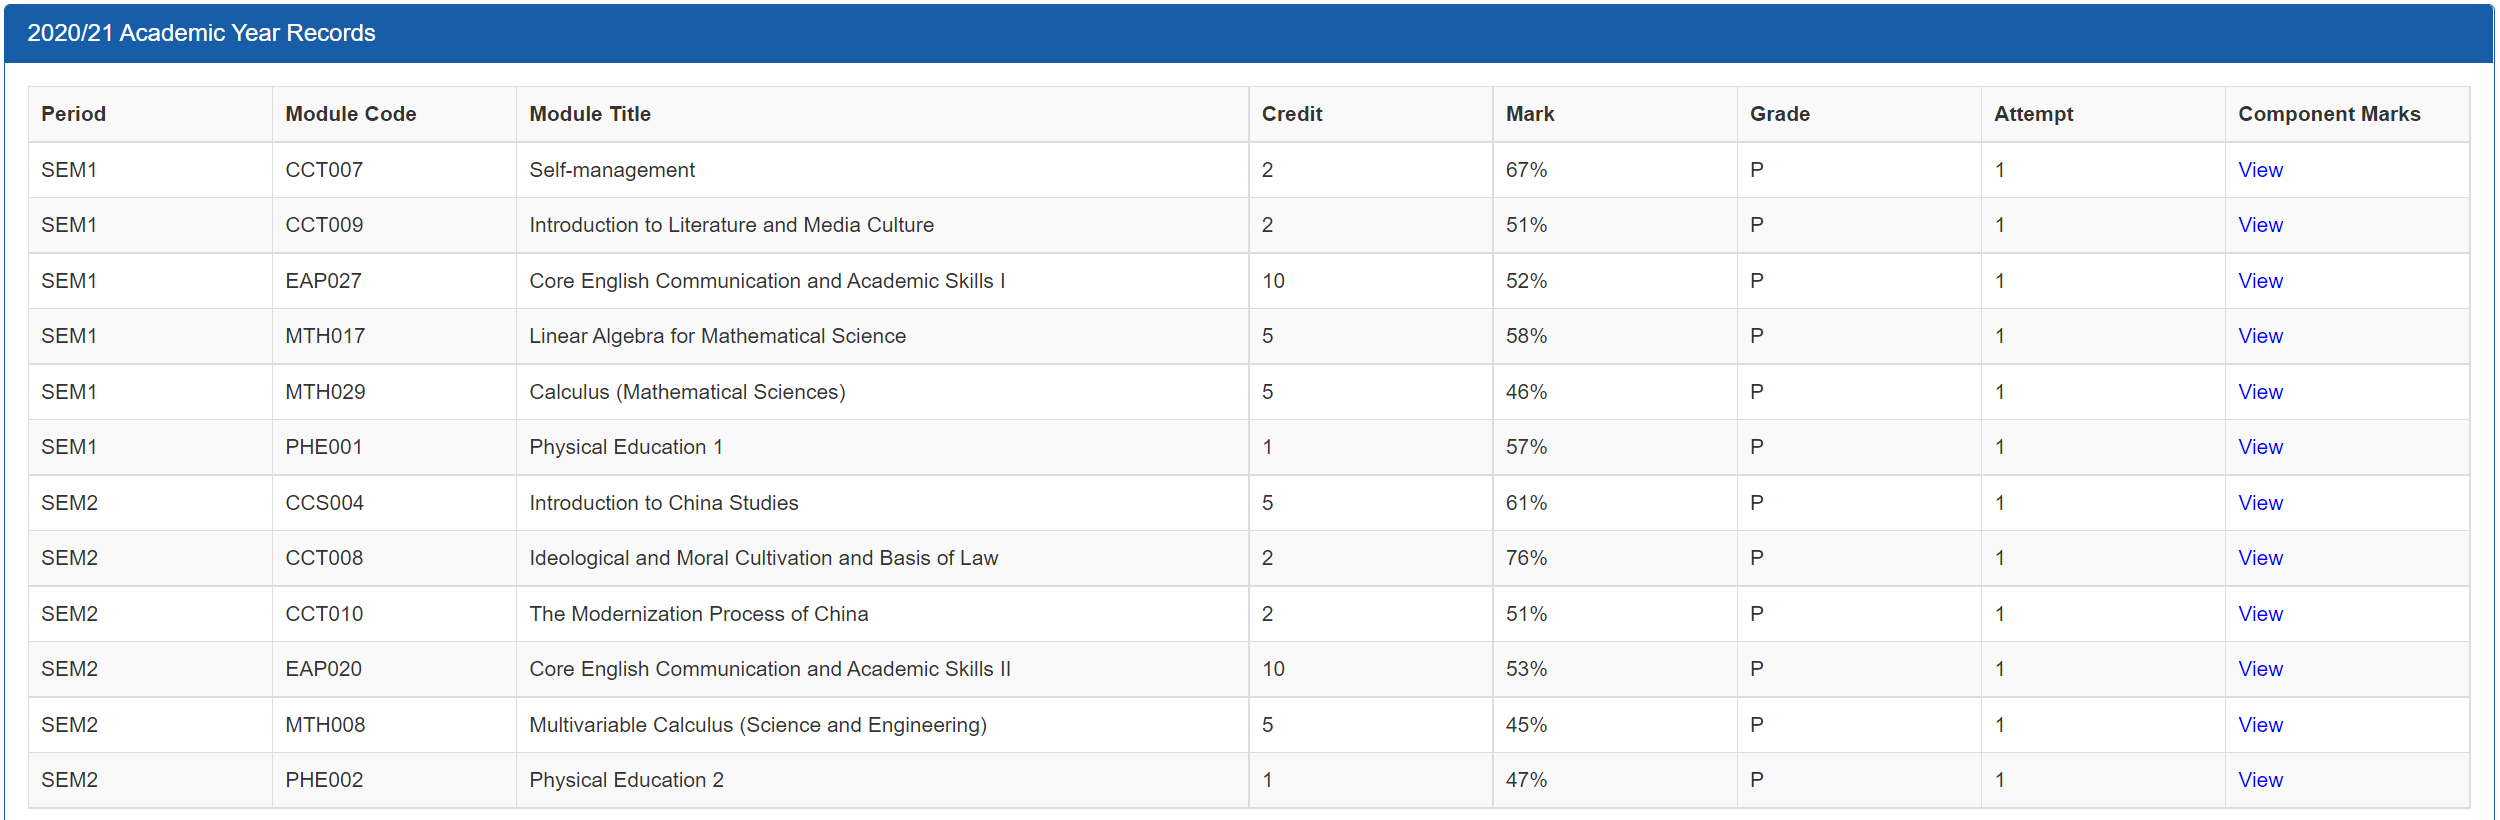 2020/21 Academic Year Records
Period Module Code Module Title Credit Mark Grade Attempt Component Marks
SEM1 CCT007 Self-management 2 67% P 1 View
SEM1 CCT009 Introduction to Literature and Media Culture 2 51% P 1 View
SEM1 EAP027 Core English Communication and Academic Skills I 10 52% P 1 View
SEM1 MTH017 Linear Algebra for Mathematical Science 5 58% P 1 View
SEM1 MTH029 Calculus (Mathematical Sciences) 5 46% P 1 View
SEM1 PHE001 Physical Education 1 1 57% P 1 View
SEM2 CCS004 Introduction to China Studies 5 61% P 1 View
SEM2 CCT008 Ideological and Moral Cultivation and Basis of Law 2 76% P 1 View
SEM2 CCT010 The Modernization Process of China 2 51% P 1 View
SEM2 EAP020 Core English Communication and Academic Skills II 10 53% P 1 View
SEM2 MTH008 Multivariable Calculus (Science and Engineering) 5 45% P 1 View
SEM2 PHE002 Physical Education 2 1 47% P 1 View